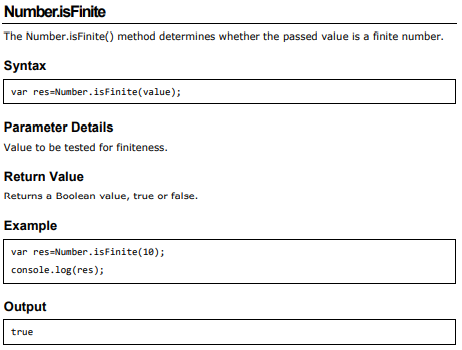 Number.isFinite
The Number.isFinite() method determines whether the passed value is a finite number.
Syntax
var res=Number.isFinite(value);
Parameter Details
Value to be tested for finiteness.
Return Value
Returns a Boolean value, true or false.
Example
var res=Number.isFinite(10);
console.log(res);
Output
true